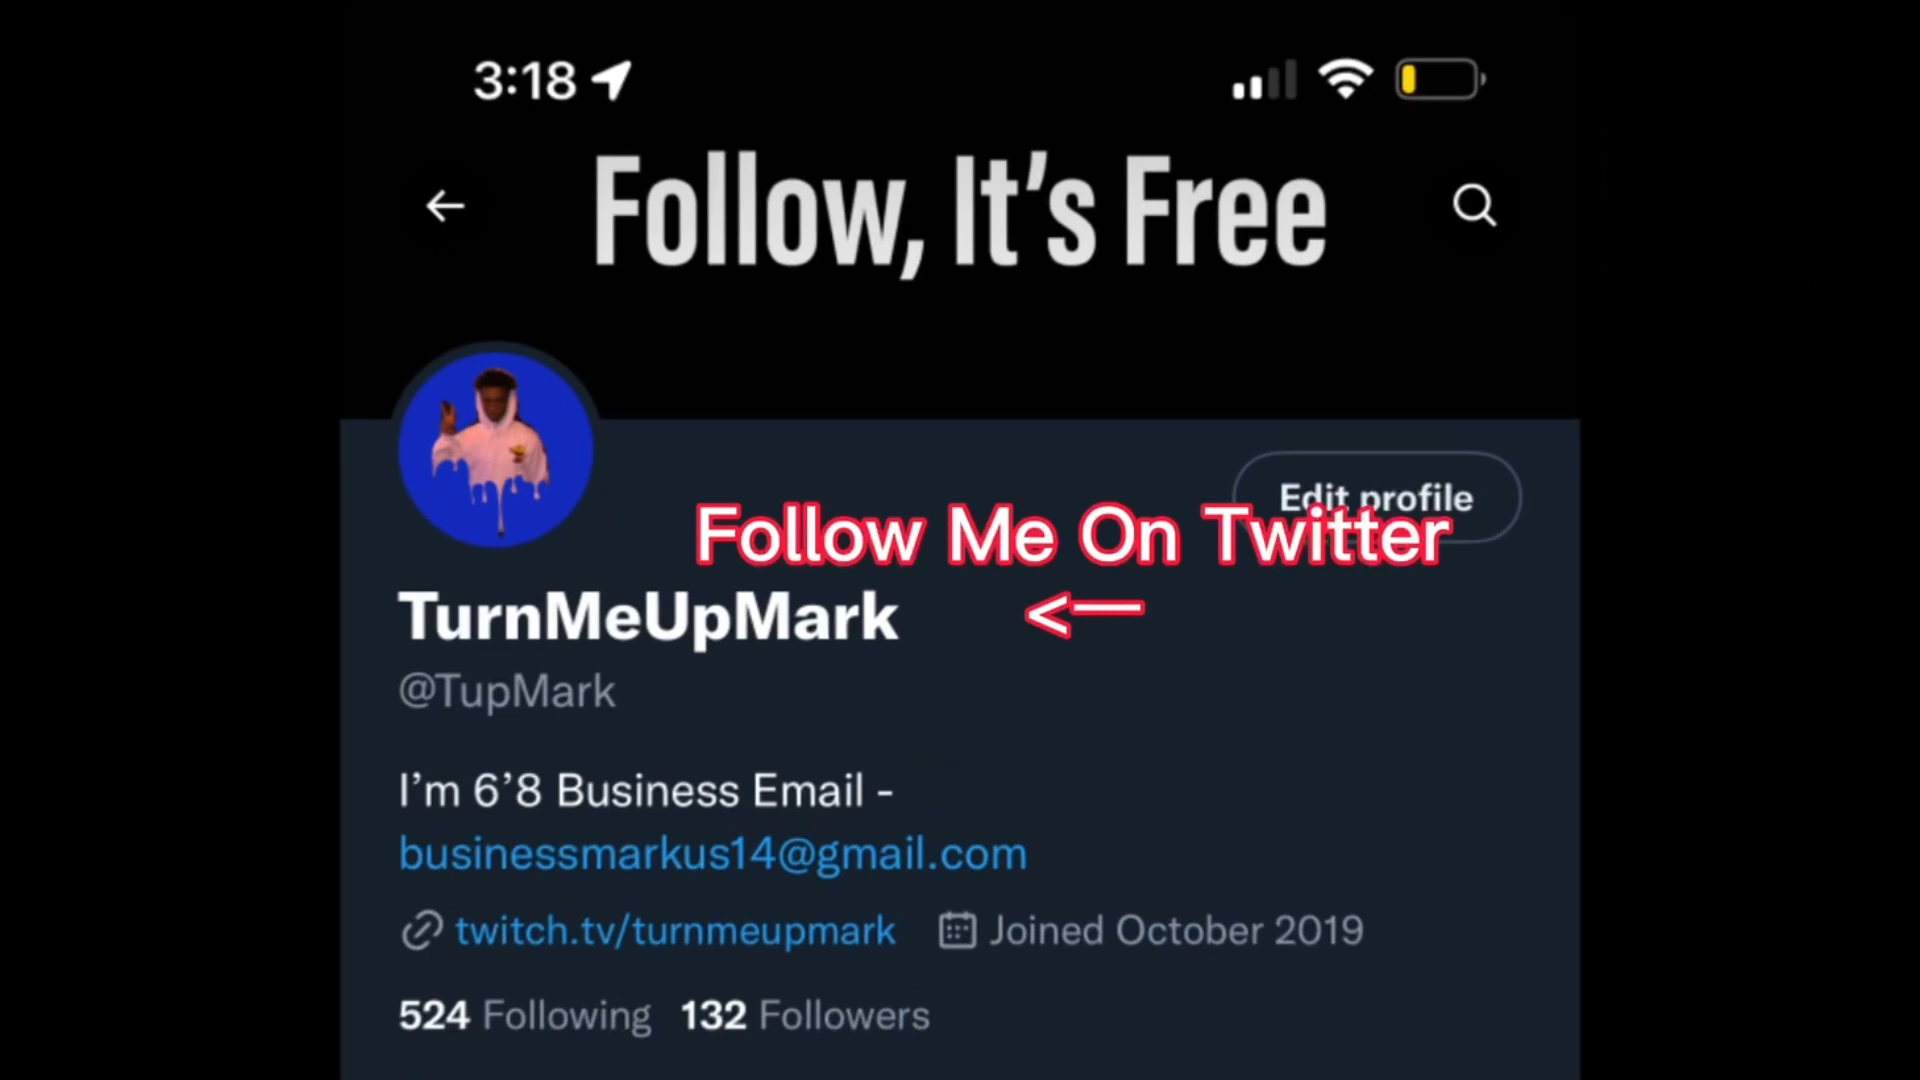 3:18
Follow, It’s Free
Edit profile
Follow Me On Twitter
TurnMeUpMark
@TupMark
I’m 6’8 Business Email -
businessmarkus14@gmail.com
twitch.tv/turnmeupmark Joined October 2019
524 Following 132 Followers